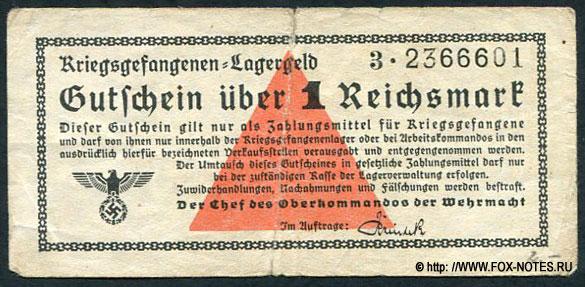 Kriegsgefangenen-Lagergeld 3·2366601
Gutschein über 1 Reichsmark
Dieser Gutschein gilt nur als Zahlungsmittel für Kriegsgefangene
und darf von ihnen nur innerhalb der Kriegsgefangenenlager oder bei Arbeitskommandos in den
ausdrücklich hierfür bezeichneten Verkaufsstellen verausgabt und entgegengenommen werden.
Der Umtausch dieses Gutscheines in gesetzliche Zahlungsmittel darf nur
bei der zuständigen Kasse der Lagerverwaltung erfolgen.
Zuwiderhandlungen, Nachahmungen und Fälschungen werden bestraft.
Der Chef des Oberkommandos der Wehrmacht
Im Auftrage:
© http://www.FOX-NOTES.RU